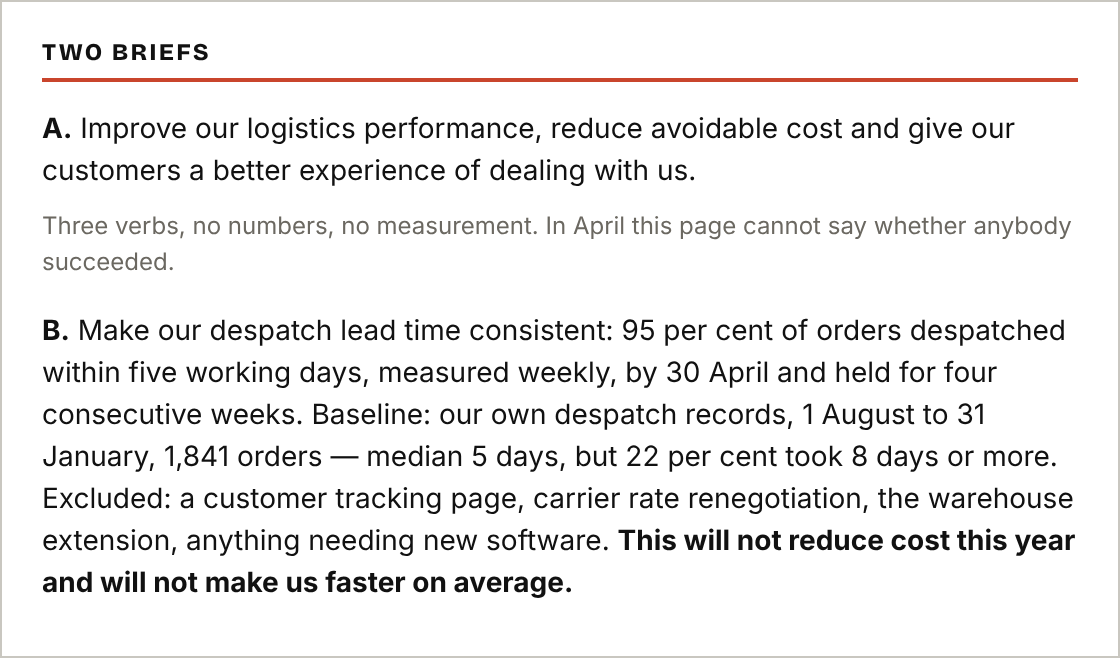 TWO BRIEFS
A. Improve our logistics performance, reduce avoidable cost and give our
customers a better experience of dealing with us.
Three verbs, no numbers, no measurement. In April this page cannot say whether anybody
succeeded.
B. Make our despatch lead time consistent: 95 per cent of orders despatched
within five working days, measured weekly, by 30 April and held for four
consecutive weeks. Baseline: our own despatch records, 1 August to 31
January, 1,841 orders — median 5 days, but 22 per cent took 8 days or more.
Excluded: a customer tracking page, carrier rate renegotiation, the warehouse
extension, anything needing new software. This will not reduce cost this year
and will not make us faster on average.